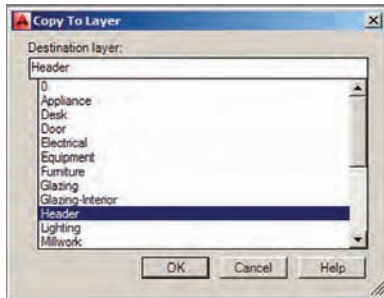 Copy To Layer
Destination layer:
Header
0
Appliance
Desk
Door
Electrical
Equipment
Furniture
Glazing
Glazing-Interior
Header
Lighting
Millwork
OK Cancel Help